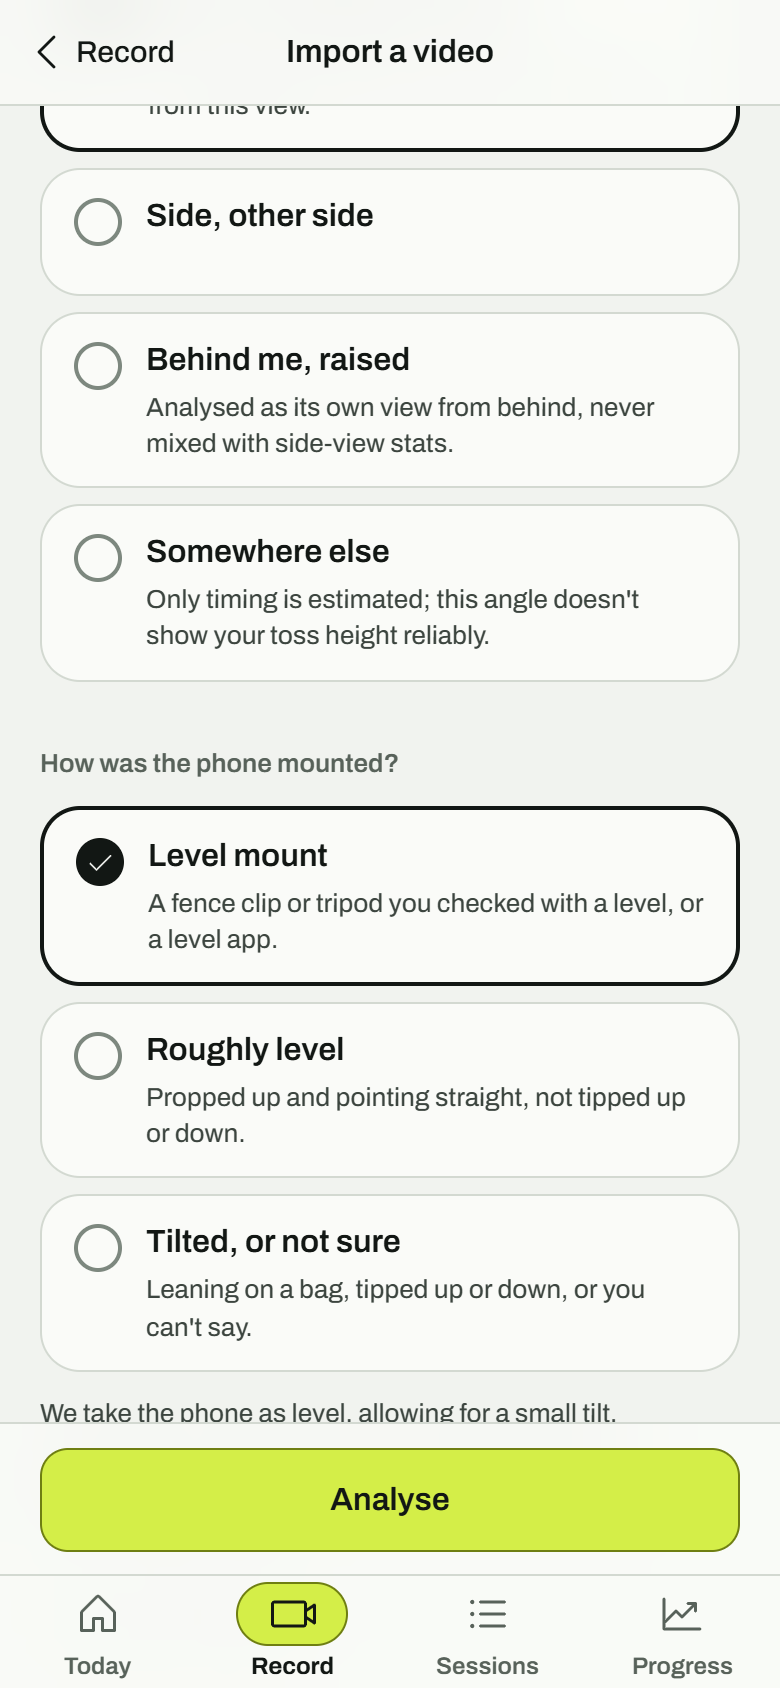 Record
Import a video
from this view.
Side, other side
Behind me, raised
Analysed as its own view from behind, never
mixed with side-view stats.
Somewhere else
Only timing is estimated; this angle doesn't
show your toss height reliably.
How was the phone mounted?
Level mount
A fence clip or tripod you checked with a level, or
a level app.
Roughly level
Propped up and pointing straight, not tipped up
or down.
Tilted, or not sure
Leaning on a bag, tipped up or down, or you
can't say.
We take the phone as level, allowing for a small tilt.
Analyse
Today
Record
Sessions
Progress